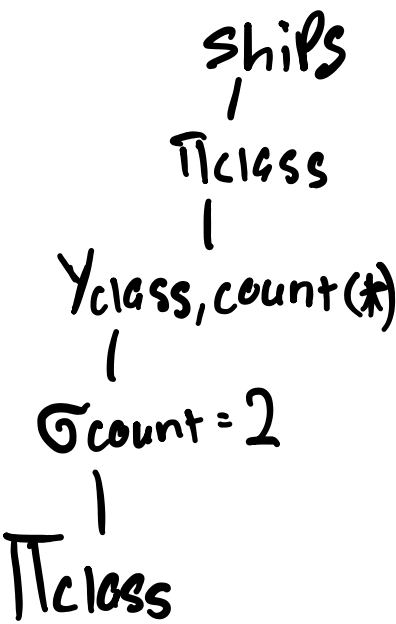 ships
πclass
γclass, count(*)
σcount = 2
Πclass